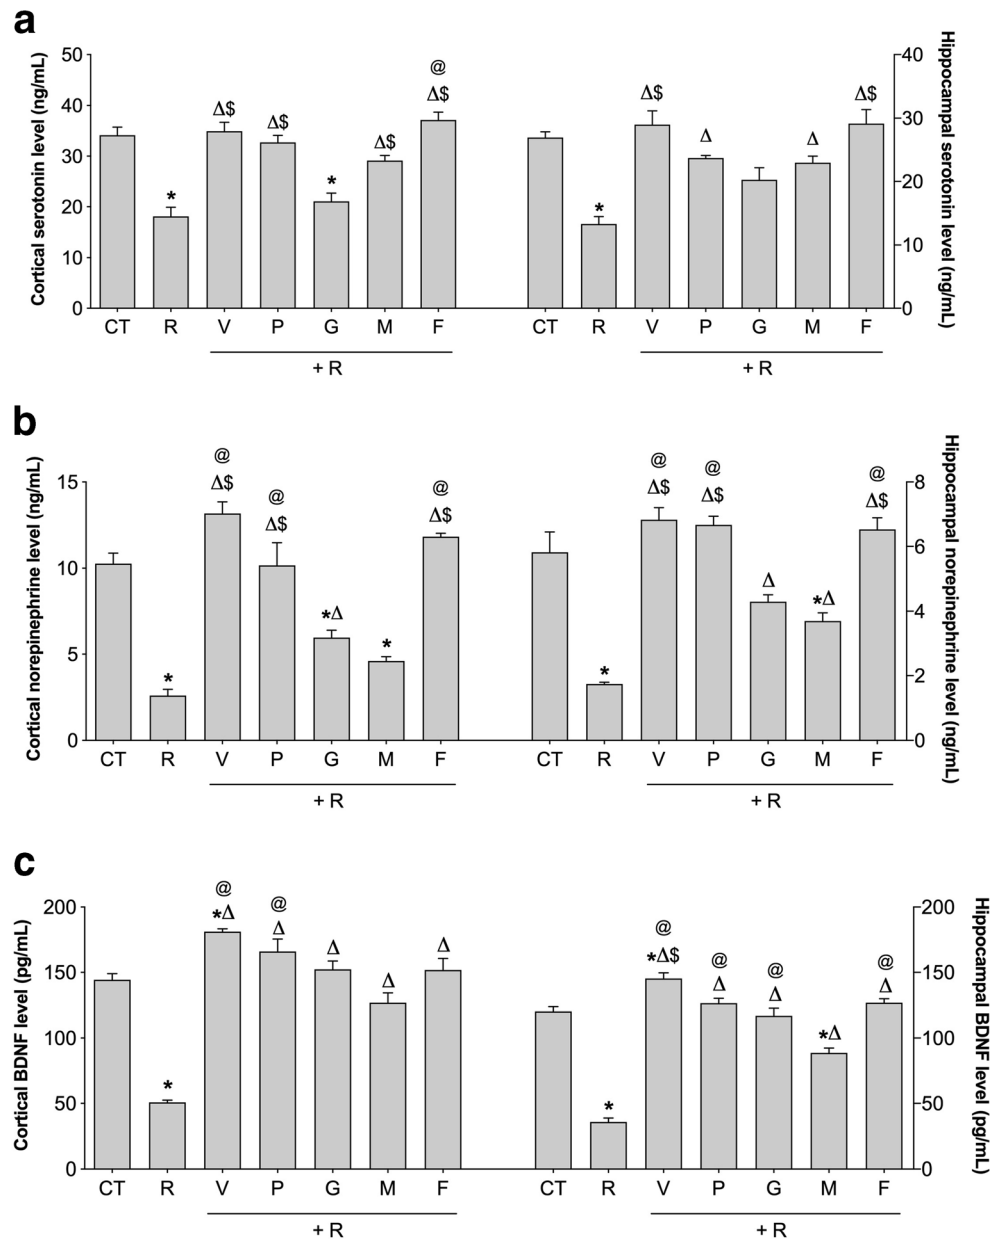 a
Cortical serotonin level (ng/mL)
50
40
30
20
10
0
*
Δ$
Δ$
*
Δ$
@
Δ$
CT R V P G M F
+ R
*
Δ$
Δ
Δ
Δ$
CT R V P G M F
+ R
40
30
20
10
0
Hippocampal serotonin level (ng/mL)
b
Cortical norepinephrine level (ng/mL)
15
10
5
0
*
@
Δ$
@
Δ$
*Δ
*
@
Δ$
CT R V P G M F
+ R
*
@
Δ$
@
Δ$
Δ
*Δ
@
Δ$
CT R V P G M F
+ R
8
6
4
2
0
Hippocampal norepinephrine level (ng/mL)
c
Cortical BDNF level (pg/mL)
200
150
100
50
0
*
@
*Δ
@
Δ
Δ
Δ
Δ
CT R V P G M F
+ R
*
@
*Δ$
@
Δ
@
Δ
*Δ
@
Δ
CT R V P G M F
+ R
200
150
100
50
0
Hippocampal BDNF level (pg/mL)